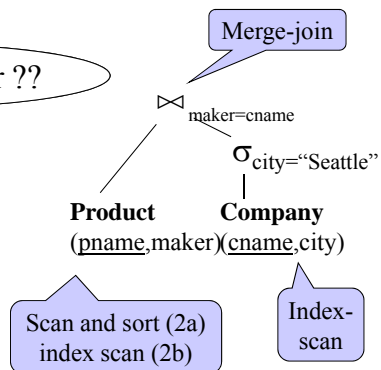 Merge-join
r ??
⋈ maker=cname
σ city=“Seattle”
Product Company
(pname,maker)(cname,city)
Scan and sort (2a)
index scan (2b)
Index-
scan